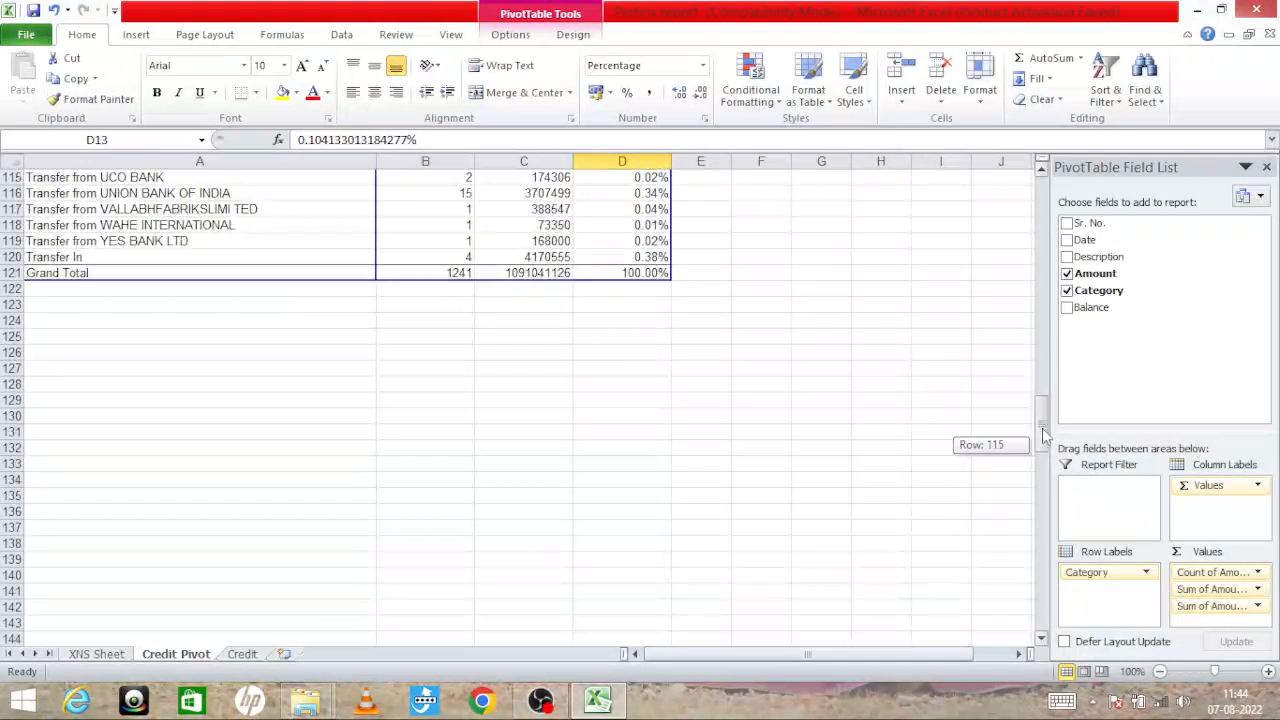 PivotTable Tools
Perfios report [Compatibility Mode] - Microsoft Excel (Product Activation Failed)
File Home Insert Page Layout Formulas Data Review View Options Design
Cut
Copy
Format Painter
Paste
Clipboard
Arial 10
B I U
Font
Wrap Text
Merge & Center
Alignment
Percentage
Number
Conditional Formatting
Format as Table
Cell Styles
Styles
Insert Delete Format
Cells
AutoSum
Fill
Clear
Sort & Filter
Find & Select
Editing
D13 fx 0.104133013184277%
A B C D E F G H I J
115 Transfer from UCO BANK 2 174306 0.02%
116 Transfer from UNION BANK OF INDIA 15 3707499 0.34%
117 Transfer from VALLABHFABRIKSLIMI TED 1 388547 0.04%
118 Transfer from WAHE INTERNATIONAL 1 73350 0.01%
119 Transfer from YES BANK LTD 1 168000 0.02%
120 Transfer In 4 4170555 0.38%
121 Grand Total 1241 1091041126 100.00%
122
123
124
125
126
127
128
129
130
131
132
133
134
135
136
137
138
139
140
141
142
143
144
Row: 115
PivotTable Field List
Choose fields to add to report:
Sr. No.
Date
Description
Amount
Category
Balance
Drag fields between areas below:
Report Filter
Column Labels
Σ Values
Row Labels
Σ Values
Category
Count of Amo...
Sum of Amou...
Sum of Amou...
Defer Layout Update Update
XNS Sheet Credit Pivot Credit
Ready
100%
11:44
07-08-2022